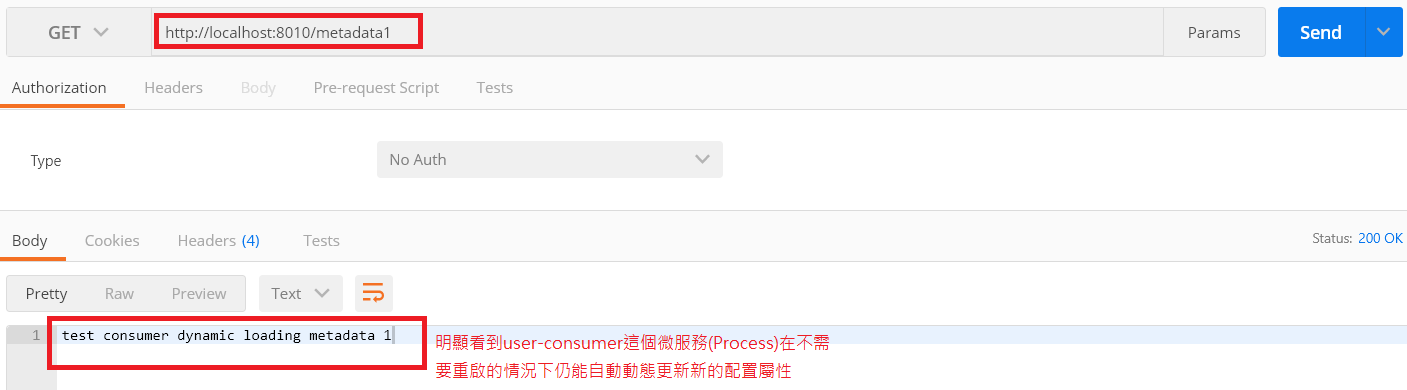 GET http://localhost:8010/metadata1 Params Send
Authorization Headers Body Pre-request Script Tests
Type No Auth
Body Cookies Headers (4) Tests Status: 200 OK
Pretty Raw Preview Text
1 test consumer dynamic loading metadata 1
明顯看到user-consumer這個微服務(Process)在不需
要重啟的情況下仍能自動動態更新新的配置屬性